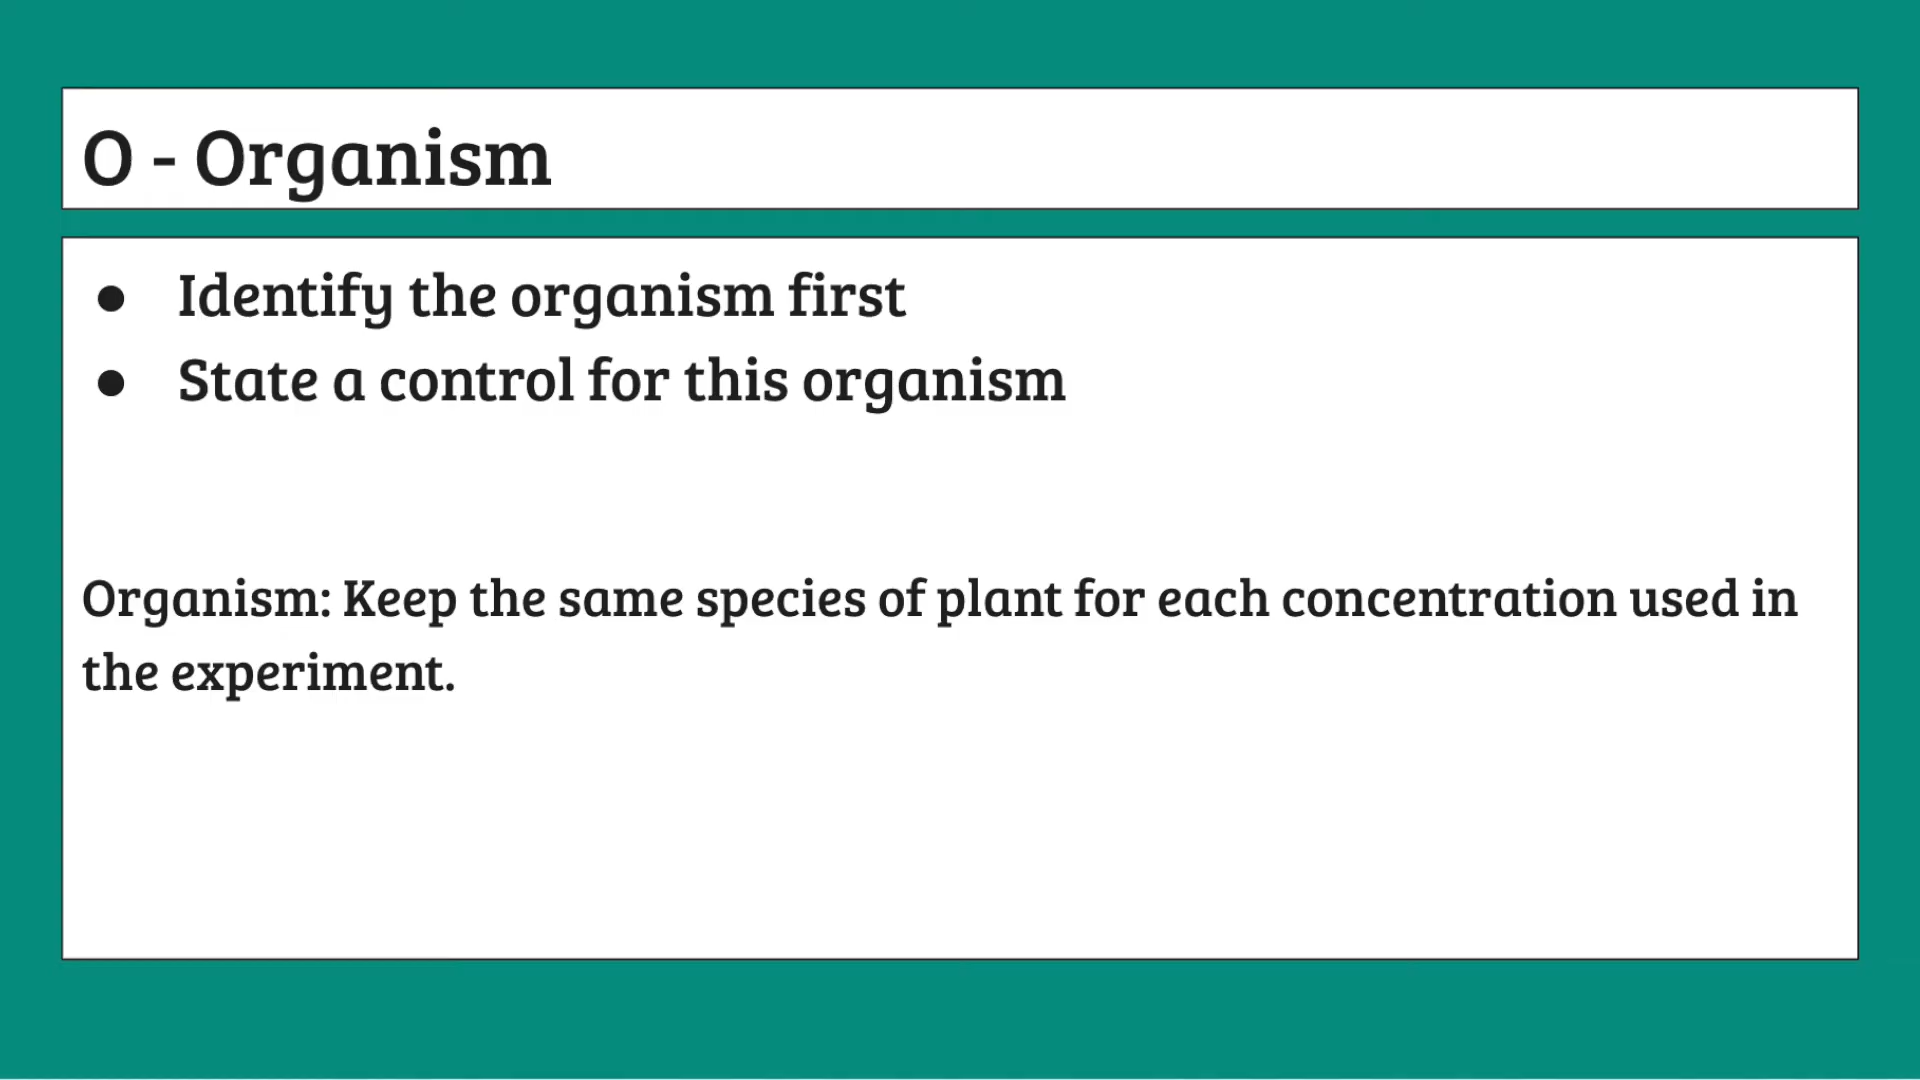 O - Organism
● Identify the organism first
● State a control for this organism
Organism: Keep the same species of plant for each concentration used in
the experiment.